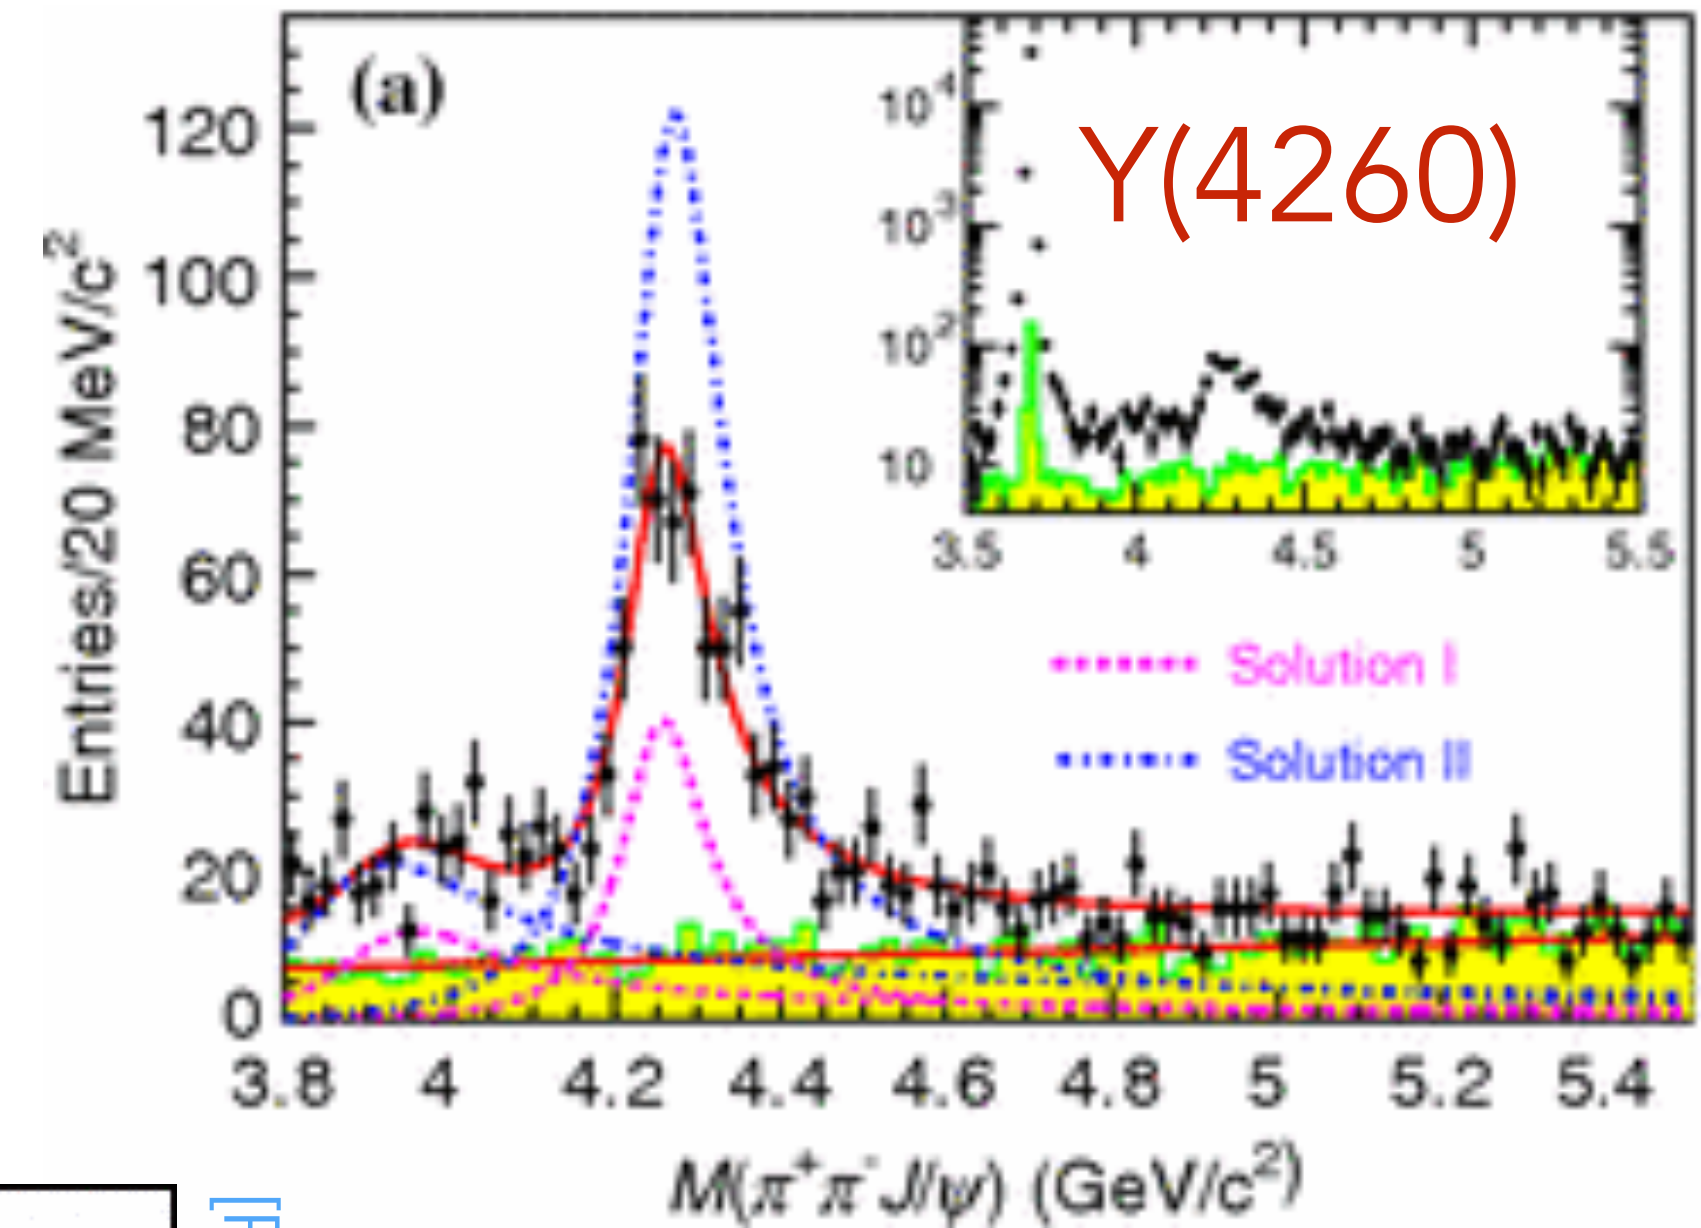 (a)
Y(4260)
Entries/20 MeV/c²
120
100
80
60
40
20
0
10⁴
10³
10²
10
3.5 4 4.5 5 5.5
Solution I
Solution II
3.8 4 4.2 4.4 4.6 4.8 5 5.2 5.4
M(π⁺π⁻J/ψ) (GeV/c²)